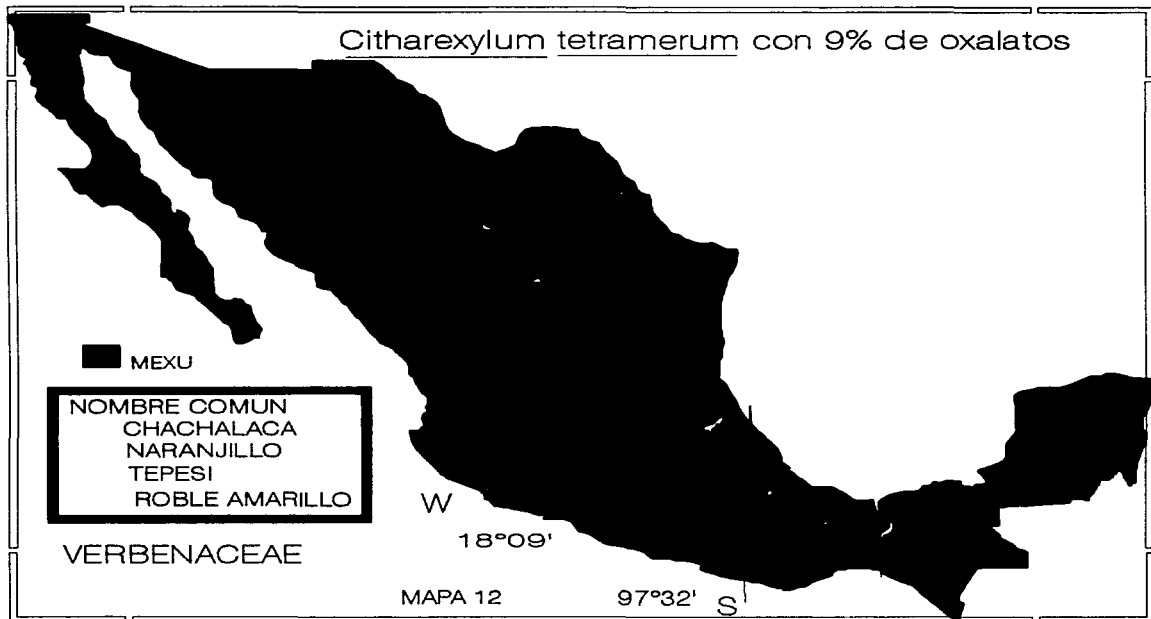 Citharexylum tetramerum con 9% de oxalatos
MEXU
NOMBRE COMUN
CHACHALACA
NARANJILLO
TEPESI
ROBLE AMARILLO
W
18°09'
VERBENACEAE
MAPA 12
97°32'
S